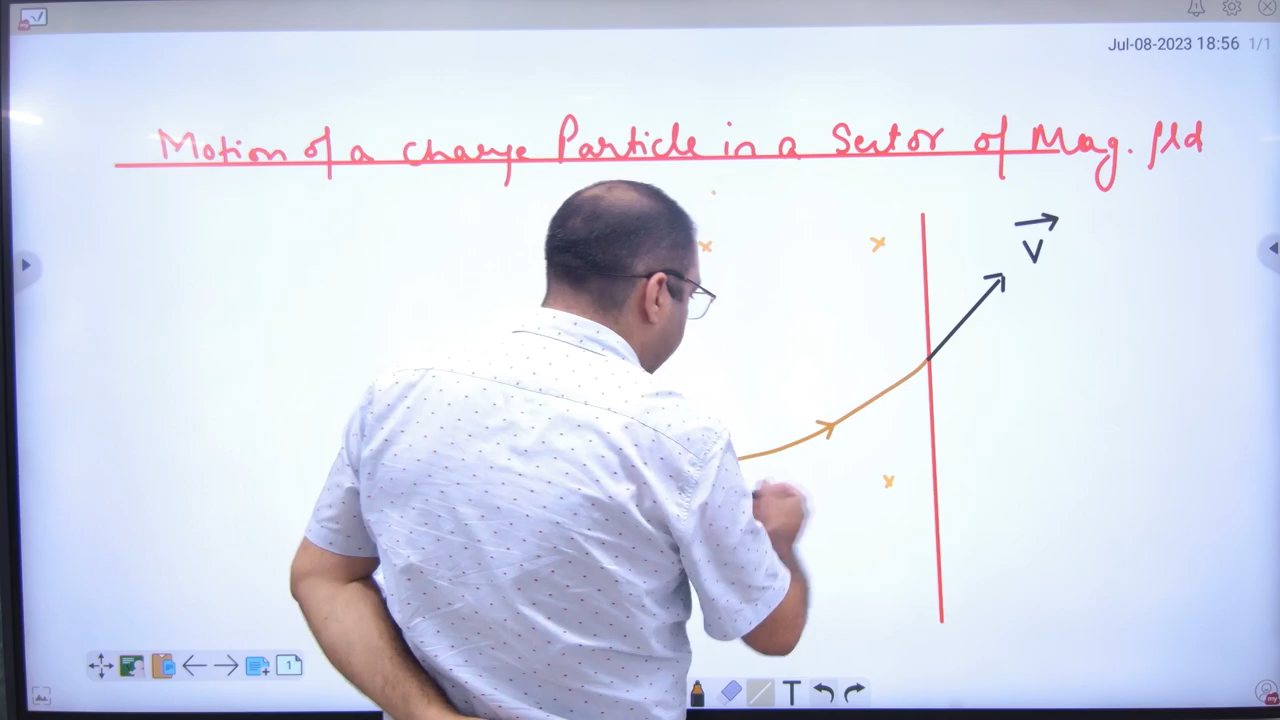 Jul-08-2023 18:56 1/1
Motion of a charge Particle in a Sector of Mag. fld
x x
V
x
1 T